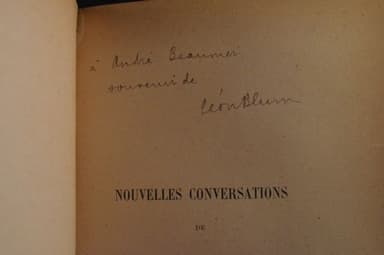 à André Beaunier
souvenir de
Léon Blum
NOUVELLES CONVERSATIONS
DE